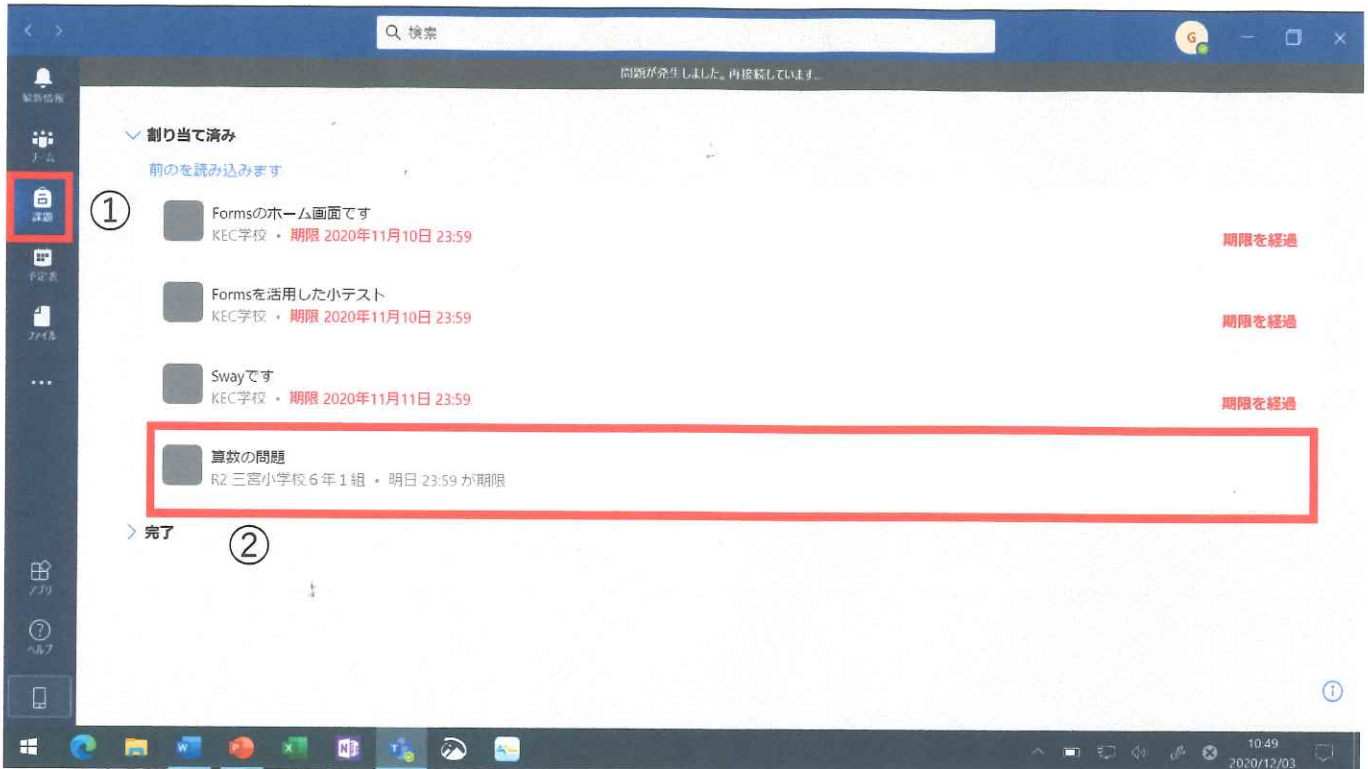 検索
G
問題が発生しました。再接続しています...
最新情報
チーム
課題
①
予定表
ファイル
割り当て済み
前のを読み込みます
Formsのホーム画面です
KEC学校 • 期限 2020年11月10日 23:59
期限を経過
Formsを活用した小テスト
KEC学校 • 期限 2020年11月10日 23:59
期限を経過
Swayです
KEC学校 • 期限 2020年11月11日 23:59
期限を経過
算数の問題
R2 三宮小学校６年１組 • 明日 23:59 が期限
完了
②
アプリ
ヘルプ
10:49
2020/12/03